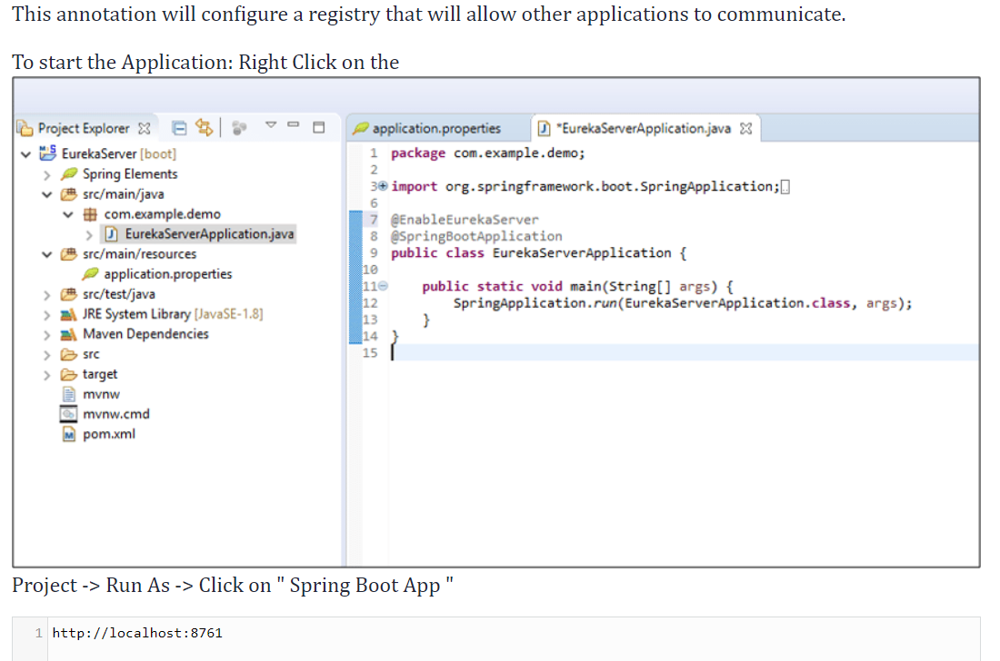 This annotation will configure a registry that will allow other applications to communicate.
To start the Application: Right Click on the
Project Explorer
EurekaServer [boot]
Spring Elements
src/main/java
com.example.demo
EurekaServerApplication.java
src/main/resources
application.properties
src/test/java
JRE System Library [JavaSE-1.8]
Maven Dependencies
src
target
mvnw
mvnw.cmd
pom.xml
application.properties
*EurekaServerApplication.java
1 package com.example.demo;
2
3 import org.springframework.boot.SpringApplication;
6
7 @EnableEurekaServer
8 @SpringBootApplication
9 public class EurekaServerApplication {
10
11 public static void main(String[] args) {
12 SpringApplication.run(EurekaServerApplication.class, args);
13 }
14 }
15
Project -> Run As -> Click on " Spring Boot App "
1 http://localhost:8761